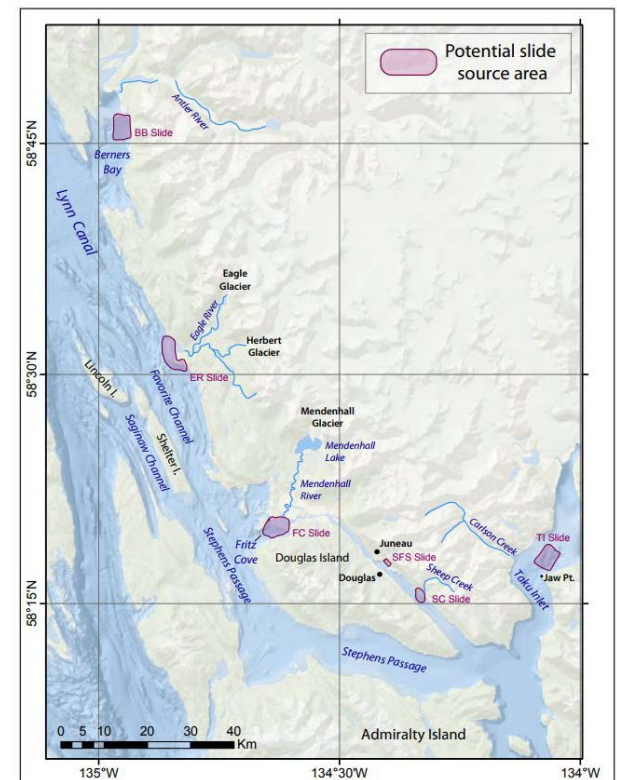 Potential slide
source area
Antler River
BB Slide
58°45'N
Berners
Bay
Lynn Canal
Eagle
Glacier
Eagle River
Herbert
Glacier
58°30'N
ER Slide
Lincoln I.
Favorite Channel
Saginaw Channel
Shelter I.
Mendenhall
Glacier
Mendenhall
Lake
Mendenhall
River
FC Slide
Fritz
Cove
Stephens Passage
Douglas Island
Juneau
SFS Slide
Douglas
Sheep Creek
SC Slide
Carlson Creek
TI Slide
Jaw Pt.
Taku Inlet
58°15'N
Stephens Passage
0 5 10 20 30 40
Km
Admiralty Island
135°W
134°30'W
134°W